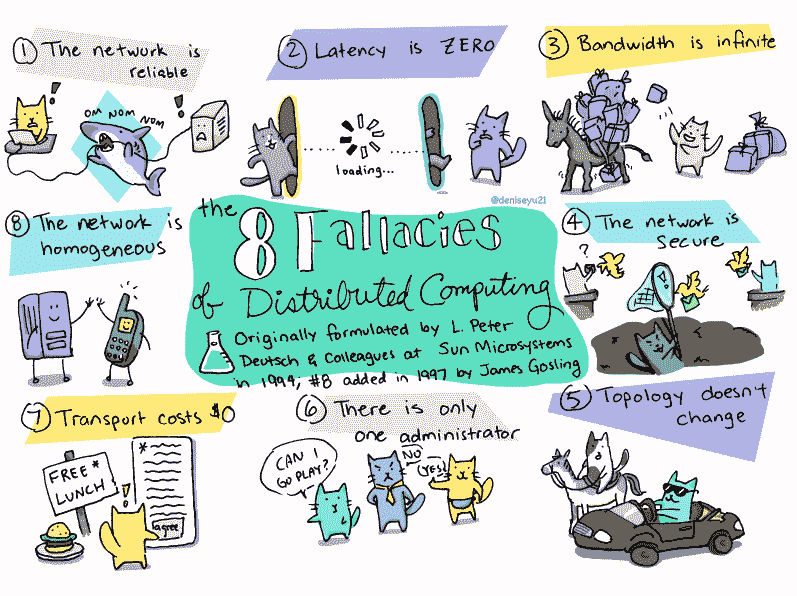 ① The network is
reliable
!
!
OM NOM NOM
② Latency is ZERO
loading...
③ Bandwidth is infinite
@deniseyu21
the
8 Fallacies
of Distributed Computing
Originally formulated by L. Peter
Deutsch & Colleagues at Sun Microsystems
in 1994, #8 added in 1997 by James Gosling
④ The network is
secure
?
⑤ Topology doesn't
change
⑥ There is only
one administrator
CAN I
GO PLAY?
NO
YES!
⑦ Transport costs $0
FREE*
LUNCH
*
!
agree
⑧ The network is
homogeneous